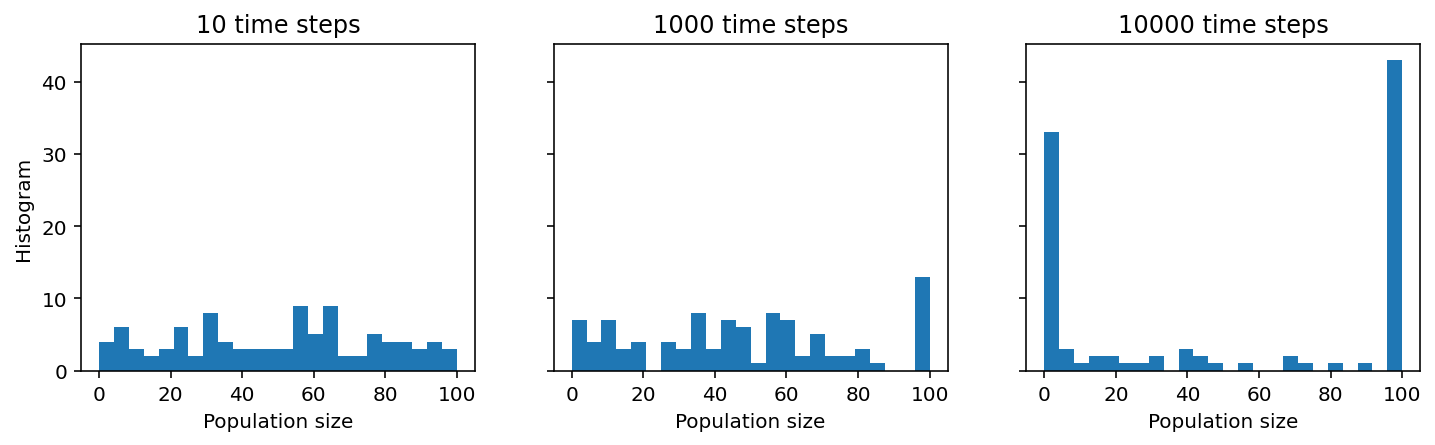 10 time steps
1000 time steps
10000 time steps
Histogram
40
30
20
10
0
0 20 40 60 80 100
0 20 40 60 80 100
0 20 40 60 80 100
Population size
Population size
Population size